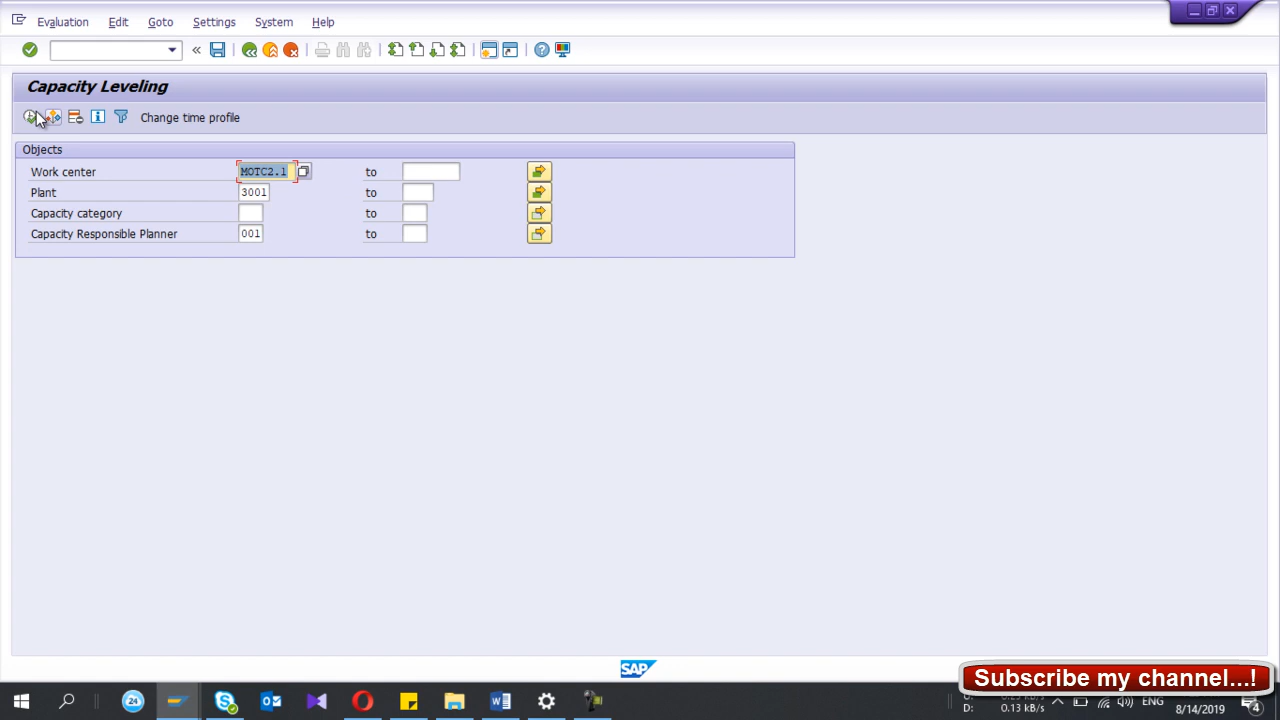 Evaluation Edit Goto Settings System Help
Capacity Leveling
Change time profile
Objects
Work center MOTC2.1 to
Plant 3001 to
Capacity category to
Capacity Responsible Planner 001 to
SAP
Subscribe my channel...!
24
D: 0.13 kB/s ENG 8/14/2019 4